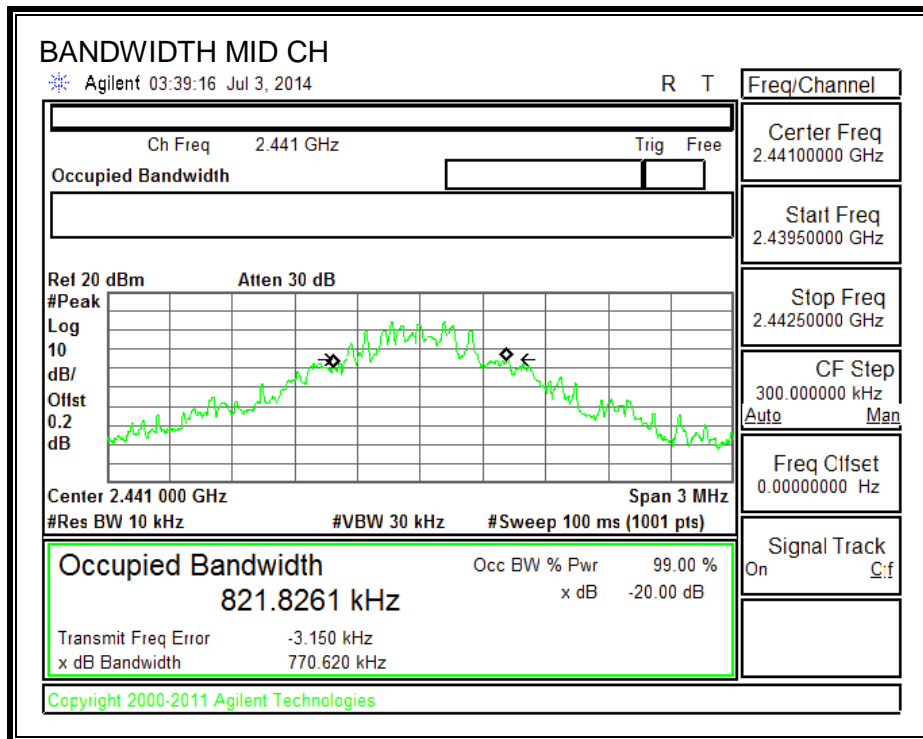 BANDWIDTH MID CH
Agilent 03:39:16 Jul 3, 2014 R T
Freq/Channel
Ch Freq 2.441 GHz Trig Free
Occupied Bandwidth
Center Freq
2.44100000 GHz
Start Freq
2.43950000 GHz
Stop Freq
2.44250000 GHz
CF Step
300.000000 kHz
Auto Man
Freq Offset
0.00000000 Hz
Signal Track
On Off
Ref 20 dBm Atten 30 dB
#Peak
Log
10
dB/
Offst
0.2
dB
Center 2.441 000 GHz Span 3 MHz
#Res BW 10 kHz #VBW 30 kHz #Sweep 100 ms (1001 pts)
Occupied Bandwidth
821.8261 kHz
Occ BW % Pwr 99.00 %
x dB -20.00 dB
Transmit Freq Error -3.150 kHz
x dB Bandwidth 770.620 kHz
Copyright 2000-2011 Agilent Technologies